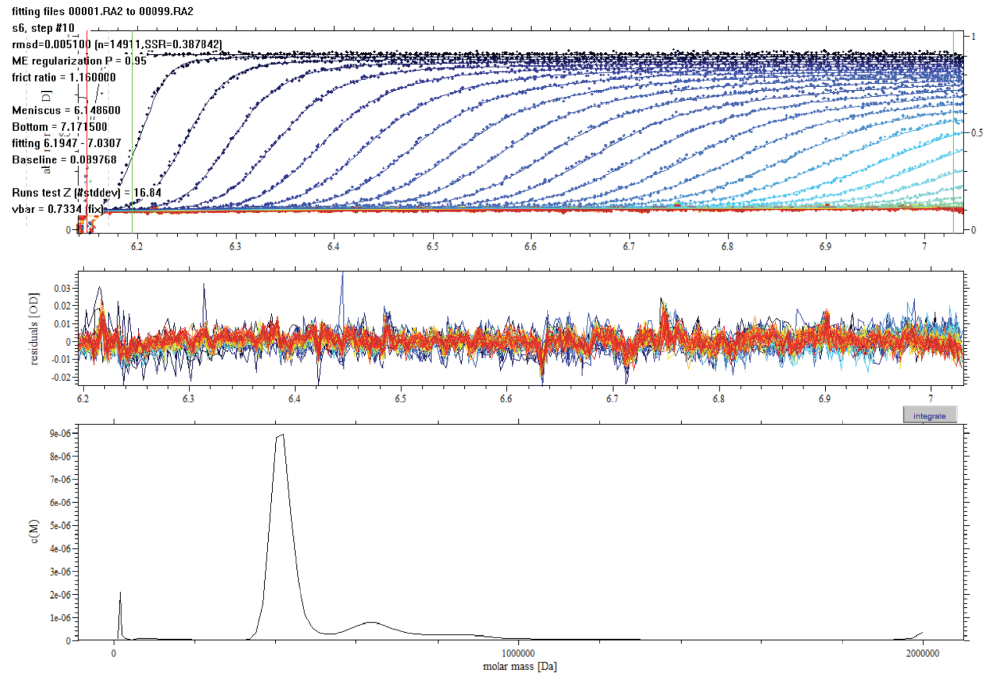 fitting files 00001.RA2 to 00099.RA2
s6, step #10
rmsd=0.005100 (n=14911,SSR=0.387842)
ME regularization P = 0.95
frict ratio = 1.160000
Meniscus = 6.148600
Bottom = 7.171500
fitting 6.1947 - 7.0307
Baseline = 0.089768
Runs test Z (#stddev) = 16.84
vbar = 0.7334 (fix)
0
1
0.5
0
6.2 6.3 6.4 6.5 6.6 6.7 6.8 6.9 7
residuals [OD]
0.03
0.02
0.01
0
-0.01
-0.02
6.2 6.3 6.4 6.5 6.6 6.7 6.8 6.9 7
integrate
c(M)
9e-06
8e-06
7e-06
6e-06
5e-06
4e-06
3e-06
2e-06
1e-06
0
0 1000000 2000000
molar mass [Da]